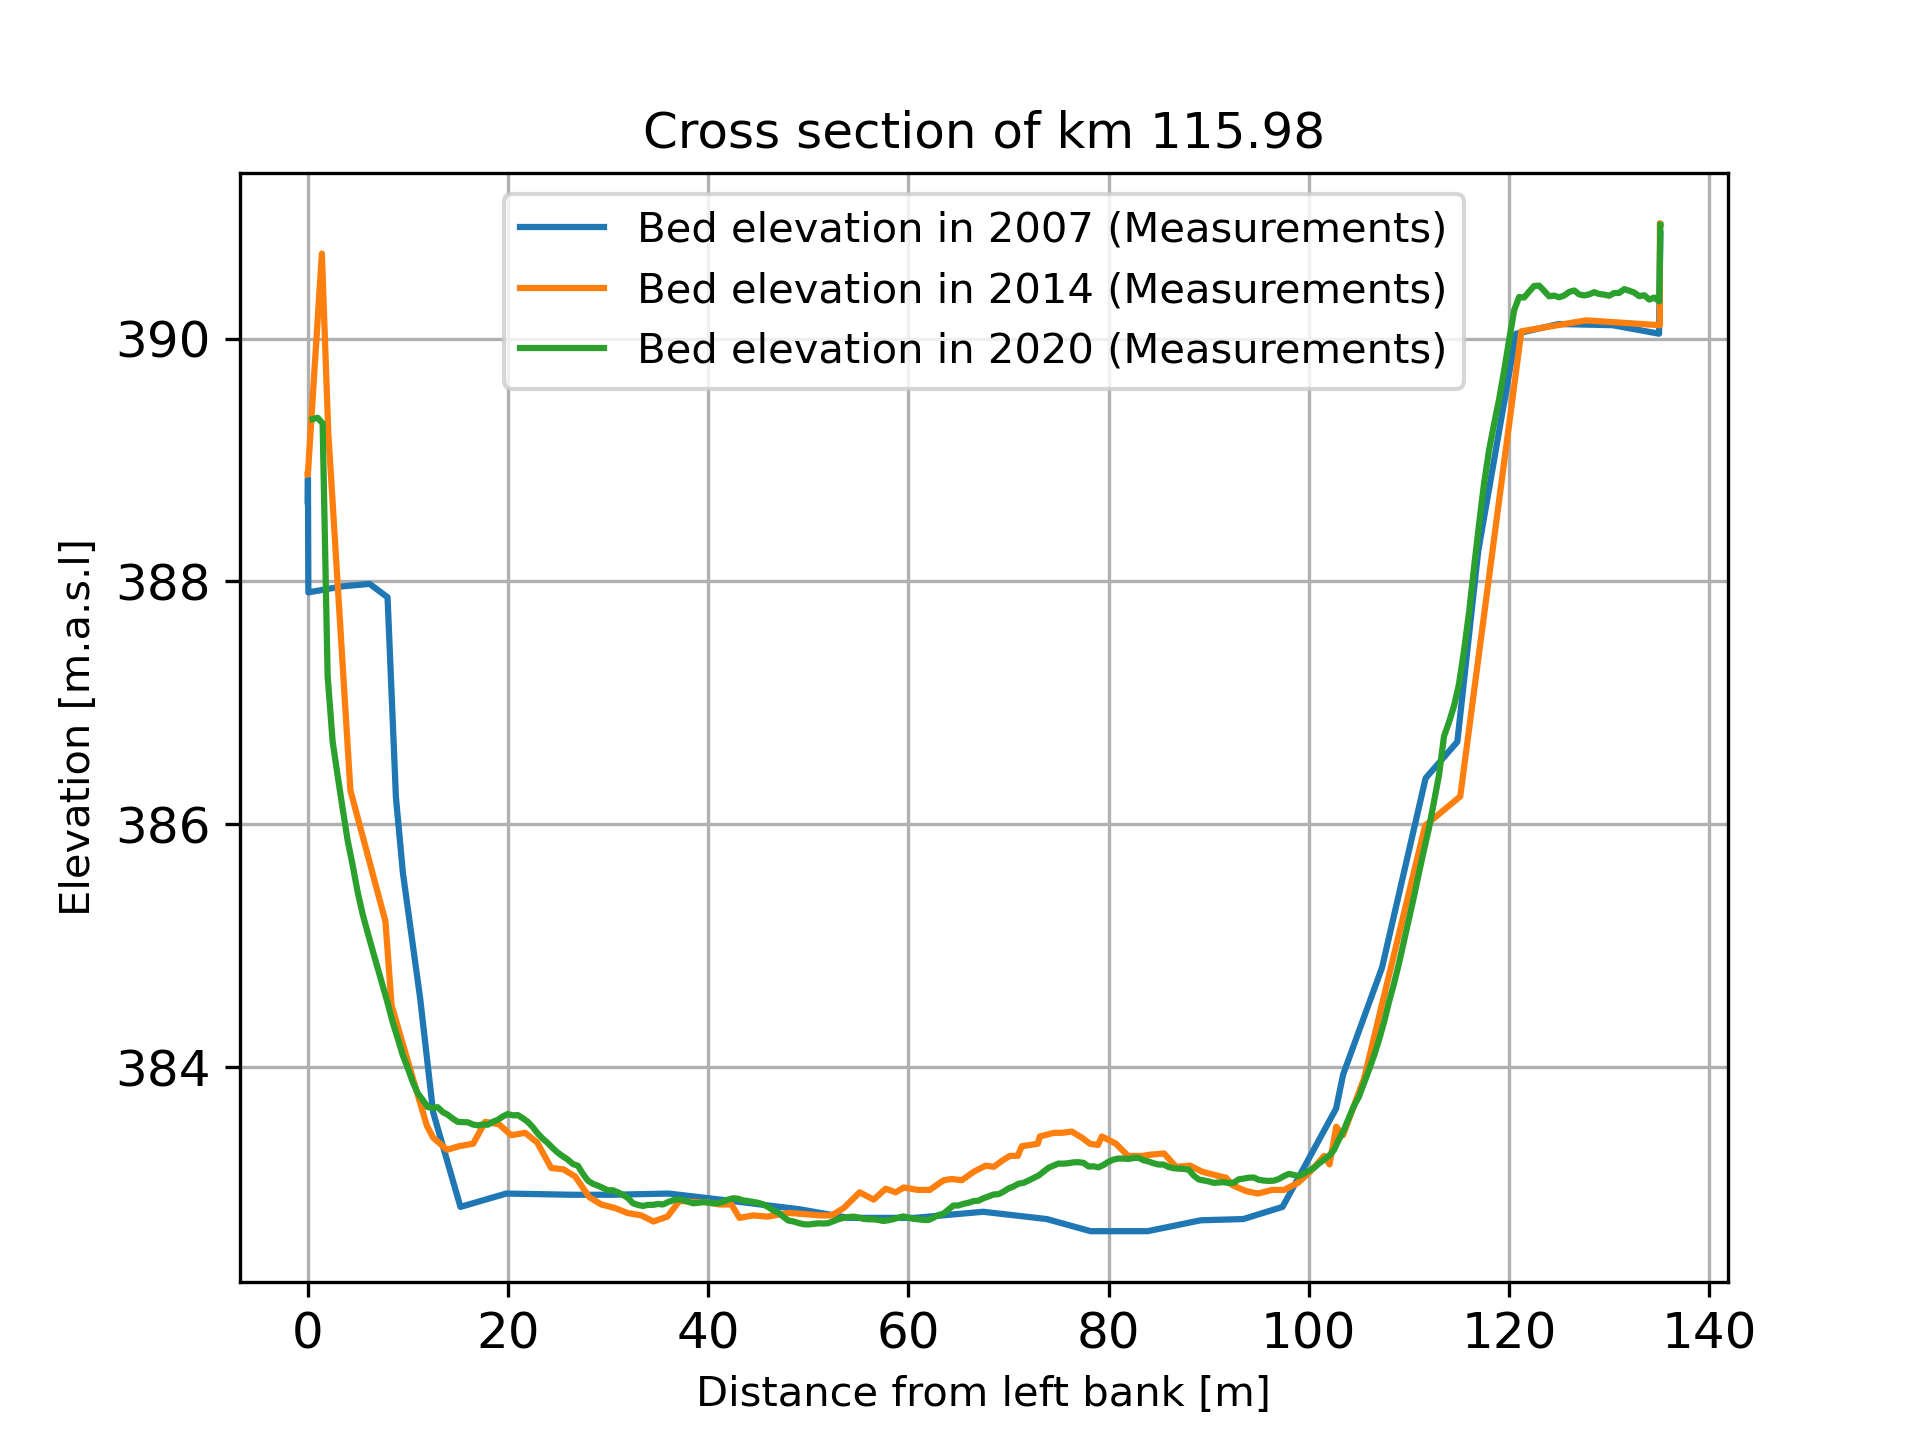 Cross section of km 115.98
Bed elevation in 2007 (Measurements)
Bed elevation in 2014 (Measurements)
Bed elevation in 2020 (Measurements)
390
388
386
384
Elevation [m.a.s.l]
0 20 40 60 80 100 120 140
Distance from left bank [m]